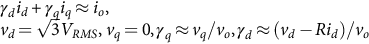 γ_d i_d + γ_q i_q ≈ i_o,
v_d = √3 V_RMS, v_q = 0, γ_q ≈ v_q/v_o, γ_d ≈ (v_d − Ri_d)/v_o